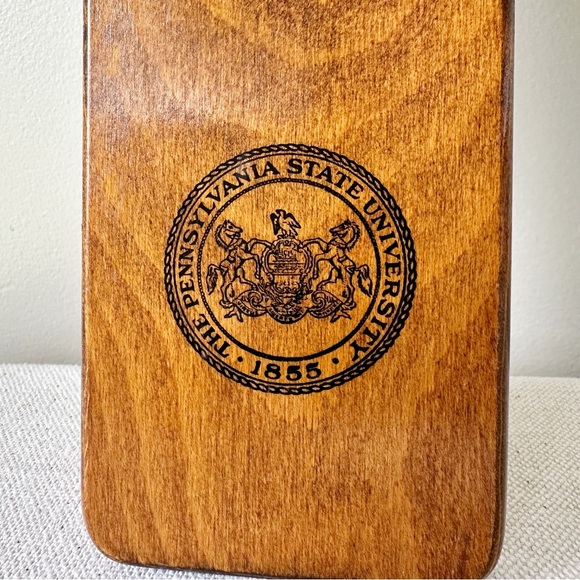 THE PENNSYLVANIA STATE UNIVERSITY
· 1855 ·